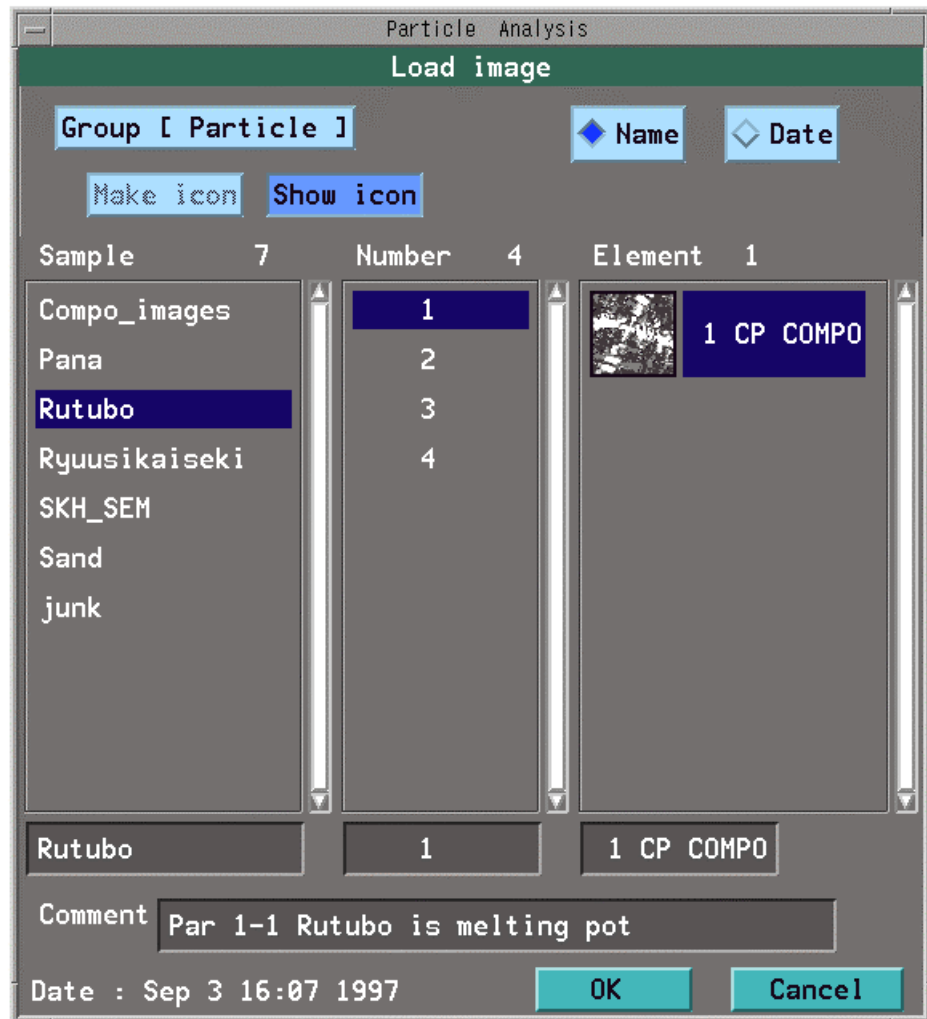 Particle Analysis
Load image
Group [ Particle ] Name Date
Make icon Show icon
Sample 7 Number 4 Element 1
Compo_images 1 1 CP COMPO
Pana 2
Rutubo 3
Ryuusikaiseki 4
SKH_SEM
Sand
junk
Rutubo 1 1 CP COMPO
Comment Par 1-1 Rutubo is melting pot
Date : Sep 3 16:07 1997 OK Cancel